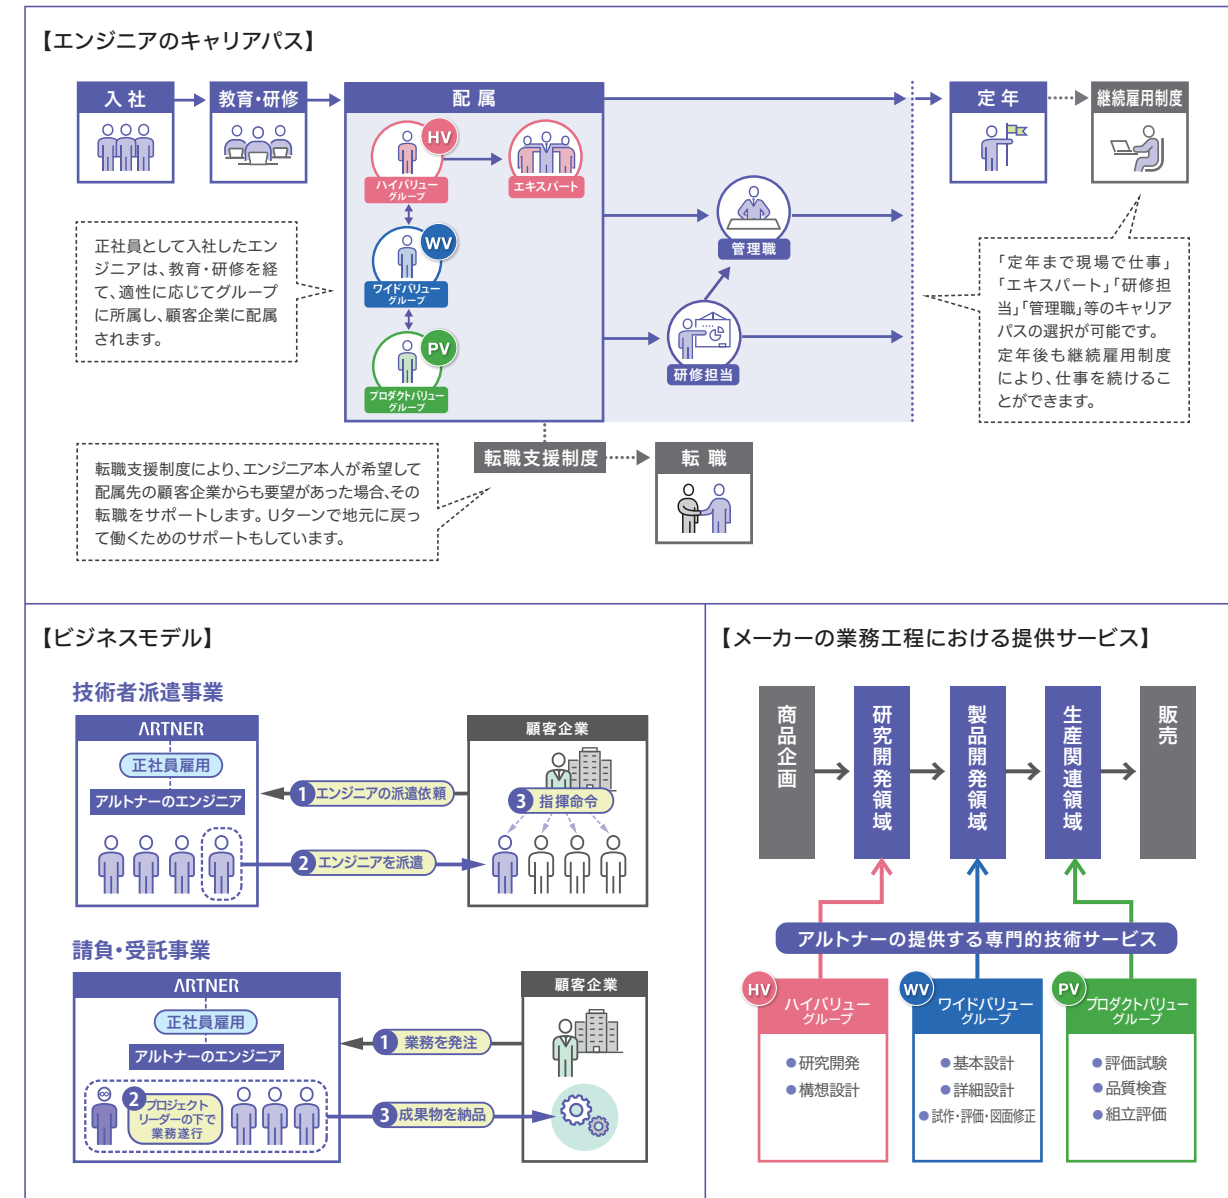 【エンジニアのキャリアパス】
入社
教育・研修
配属
定年
継続雇用制度
HV
ハイバリュー
グループ
エキスパート
WV
ワイドバリュー
グループ
PV
プロダクトバリュー
グループ
管理職
研修担当
正社員として入社したエン
ジニアは、教育・研修を経
て、適性に応じてグループ
に所属し、顧客企業に配属
されます。
「定年まで現場で仕事」
「エキスパート」「研修担
当」「管理職」等のキャリア
パスの選択が可能です。
定年後も継続雇用制度
により、仕事を続けるこ
とができます。
転職支援制度
転職
転職支援制度により、エンジニア本人が希望して
配属先の顧客企業からも要望があった場合、その
転職をサポートします。Uターンで地元に戻っ
て働くためのサポートもしています。
【ビジネスモデル】
技術者派遣事業
ARTNER
正社員雇用
アルトナーのエンジニア
顧客企業
1 エンジニアの派遣依頼
3 指揮命令
2 エンジニアを派遣
請負・受託事業
ARTNER
正社員雇用
アルトナーのエンジニア
2 プロジェクト
リーダーの下で
業務遂行
顧客企業
1 業務を発注
3 成果物を納品
【メーカーの業務工程における提供サービス】
商品企画
研究開発領域
製品開発領域
生産関連領域
販売
アルトナーの提供する専門的技術サービス
HV
ハイバリュー
グループ
●研究開発
●構想設計
WV
ワイドバリュー
グループ
●基本設計
●詳細設計
●試作・評価・図面修正
PV
プロダクトバリュー
グループ
●評価試験
●品質検査
●組立評価